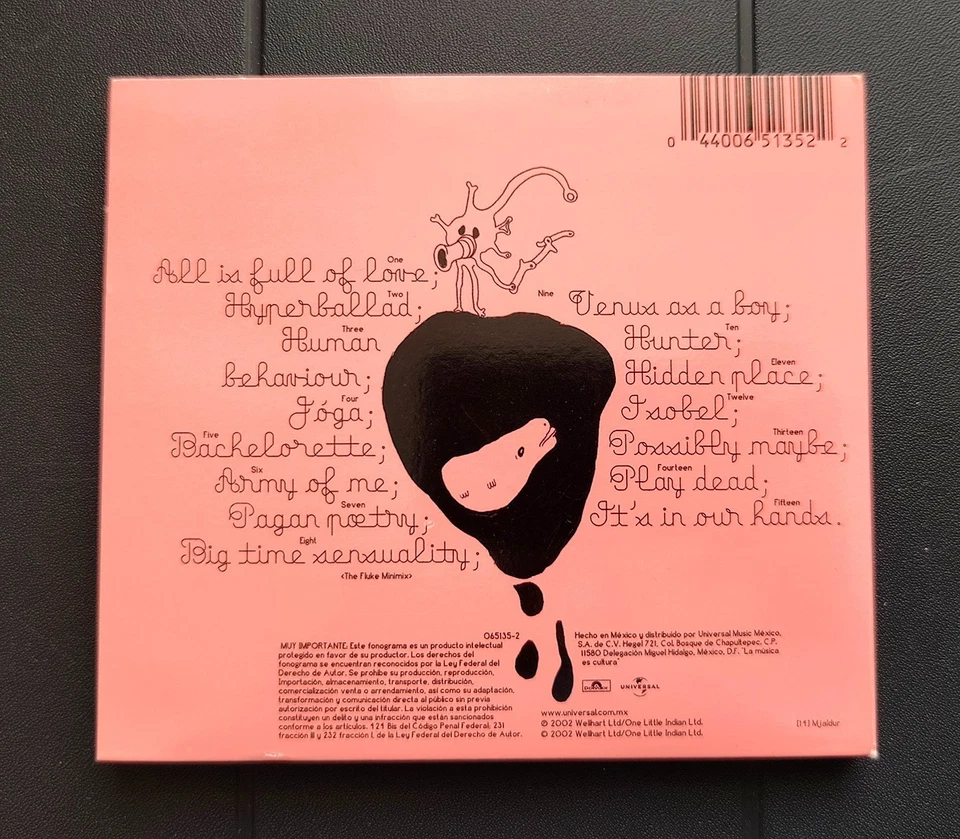 0 44006 51352 2
One
All is full of love;
Two
Hyperballad;
Three
Human
behaviour;
Four
Jóga;
Five
Bachelorette;
Six
Army of me;
Seven
Pagan poetry;
Eight
Big time sensuality;
<The Fluke Minimix>
Nine
Venus as a boy;
Ten
Hunter;
Eleven
Hidden place;
Twelve
Isobel;
Thirteen
Possibly maybe;
Fourteen
Play dead;
Fifteen
It's in our hands.
065135-2
MUY IMPORTANTE: Este fonograma es un producto intelectual
protegido en favor de su productor. Los derechos del
fonograma se encuentran reconocidos por la Ley Federal del
Derecho de Autor. Se prohibe su producción, reproducción,
Importación, almacenamiento, transporte, distribución,
comercialización venta o arrendamiento, así como su adaptación,
transformación y comunicación directa al público sin previa
autorización por escrito del titular. La violación a esta prohibición
constituyen un delito y una infracción que están sancionados
conforme a los artículos. 424 Bis del Código Penal Federal; 231
fracción III y 232 fracción I, de la Ley Federal del Derecho de Autor.
Hecho en México y distribuido por Universal Music México,
S.A. de C.V. Hegel 721, Col. Bosque de Chapultepec, C.P.
11580 Delegación Miguel Hidalgo, México, D.F. "La música
es cultura"
polydor
UNIVERSAL
www.universal.com.mx
© 2002 Wellhart Ltd/One Little Indian Ltd.
℗ 2002 Wellhart Ltd/One Little Indian Ltd.
Mjaldur